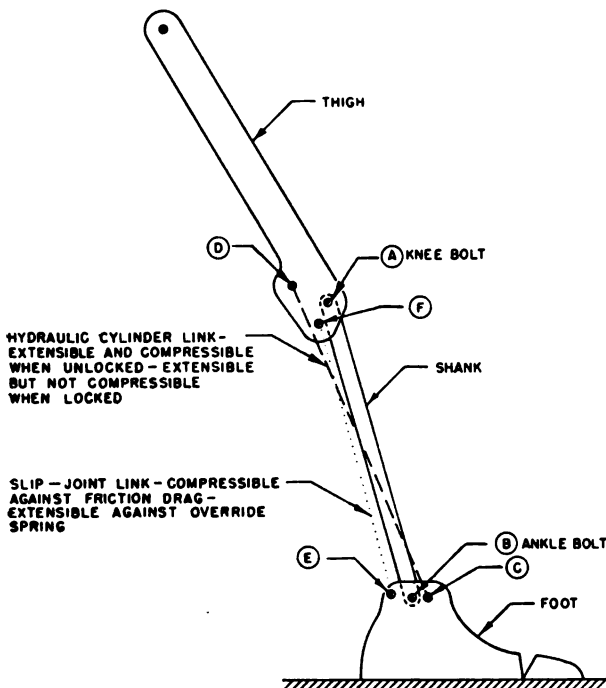 THIGH
D
A KNEE BOLT
F
HYDRAULIC CYLINDER LINK-
EXTENSIBLE AND COMPRESSIBLE
WHEN UNLOCKED-EXTENSIBLE
BUT NOT COMPRESSIBLE
WHEN LOCKED
SHANK
SLIP-JOINT LINK-COMPRESSIBLE
AGAINST FRICTION DRAG-
EXTENSIBLE AGAINST OVERRIDE
SPRING
B ANKLE BOLT
E
C
FOOT